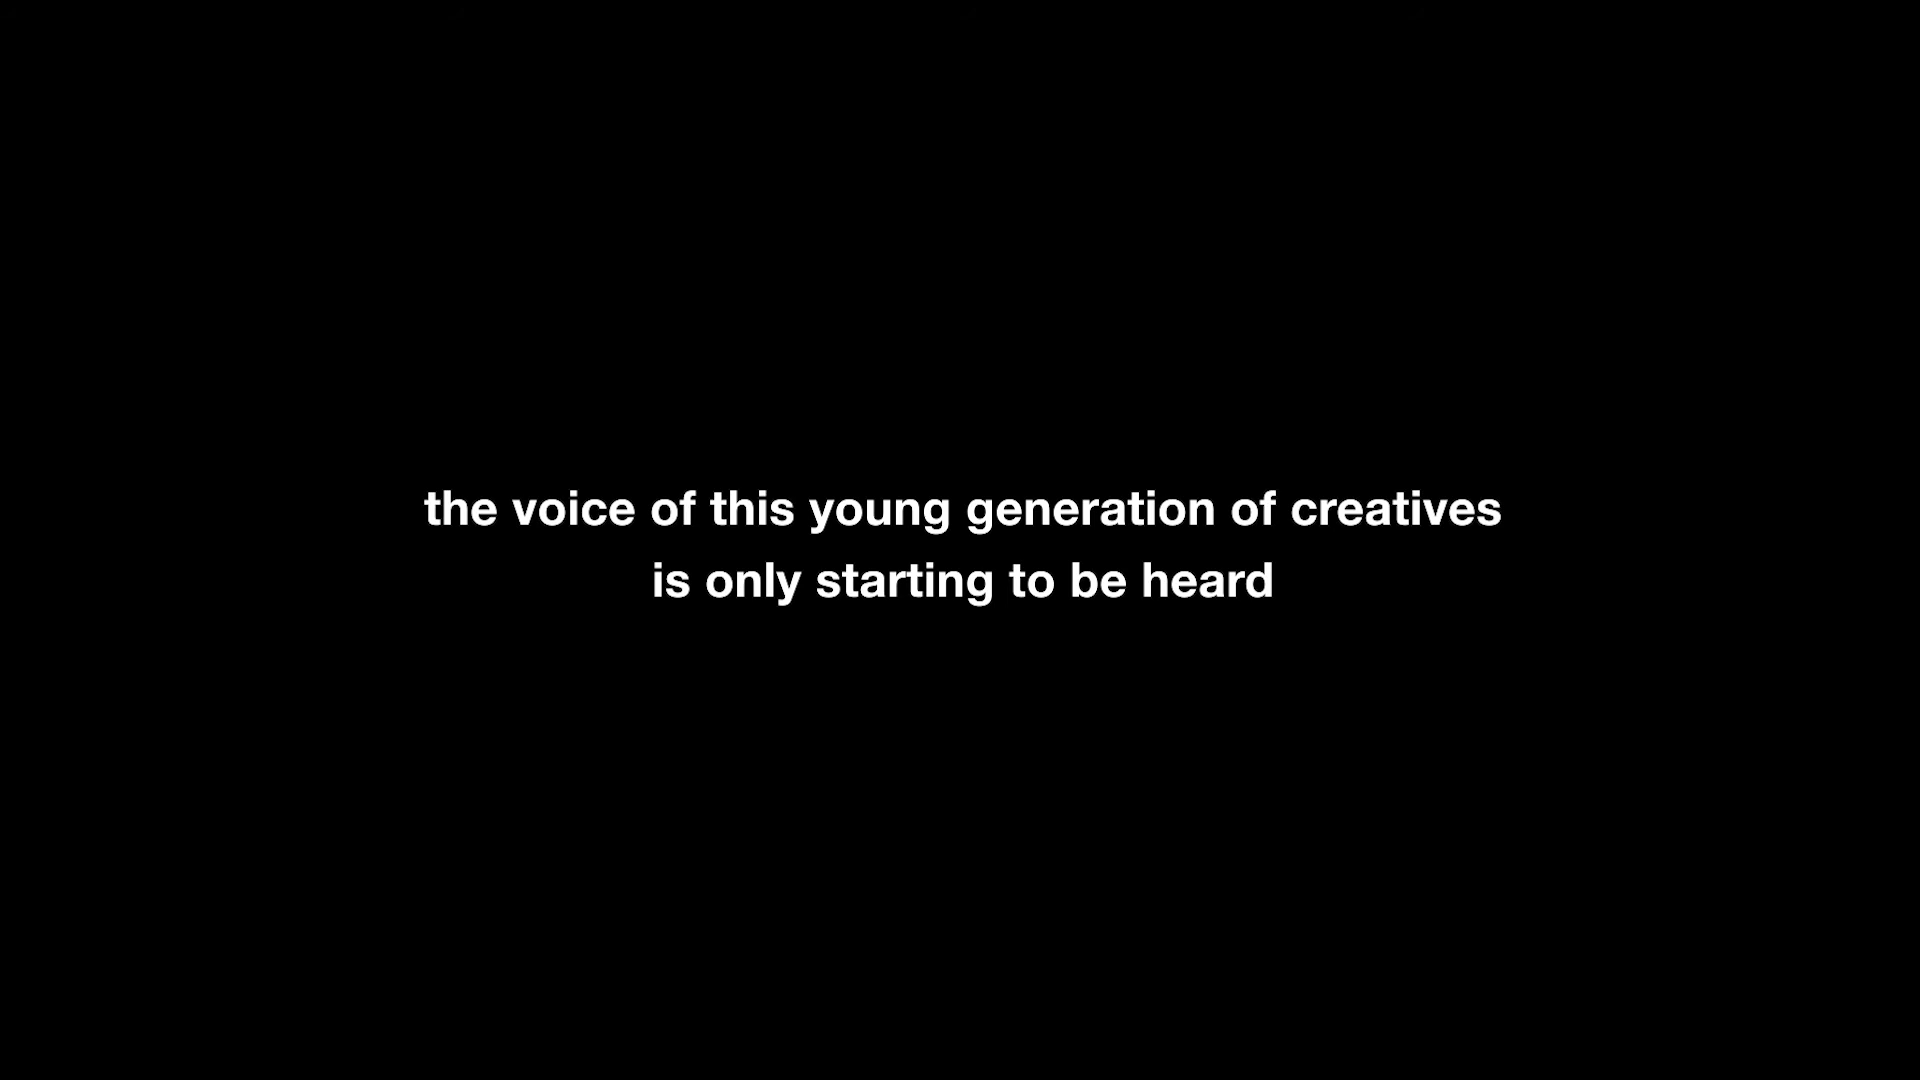 the voice of this young generation of creatives
is only starting to be heard